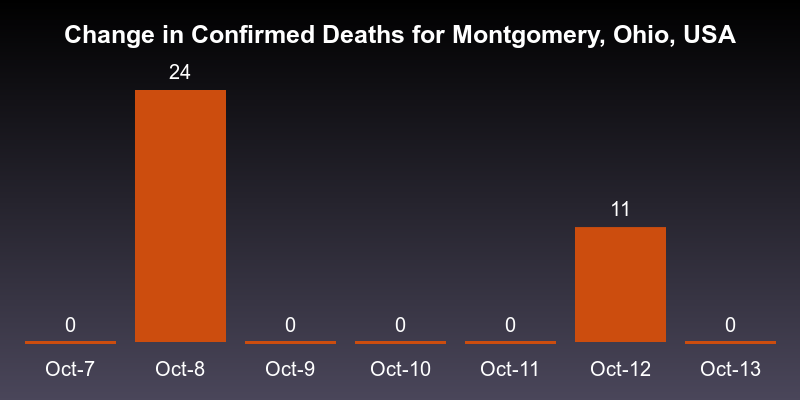 Change in Confirmed Deaths for Montgomery, Ohio, USA
24
11
0 0 0 0 0
Oct-7 Oct-8 Oct-9 Oct-10 Oct-11 Oct-12 Oct-13